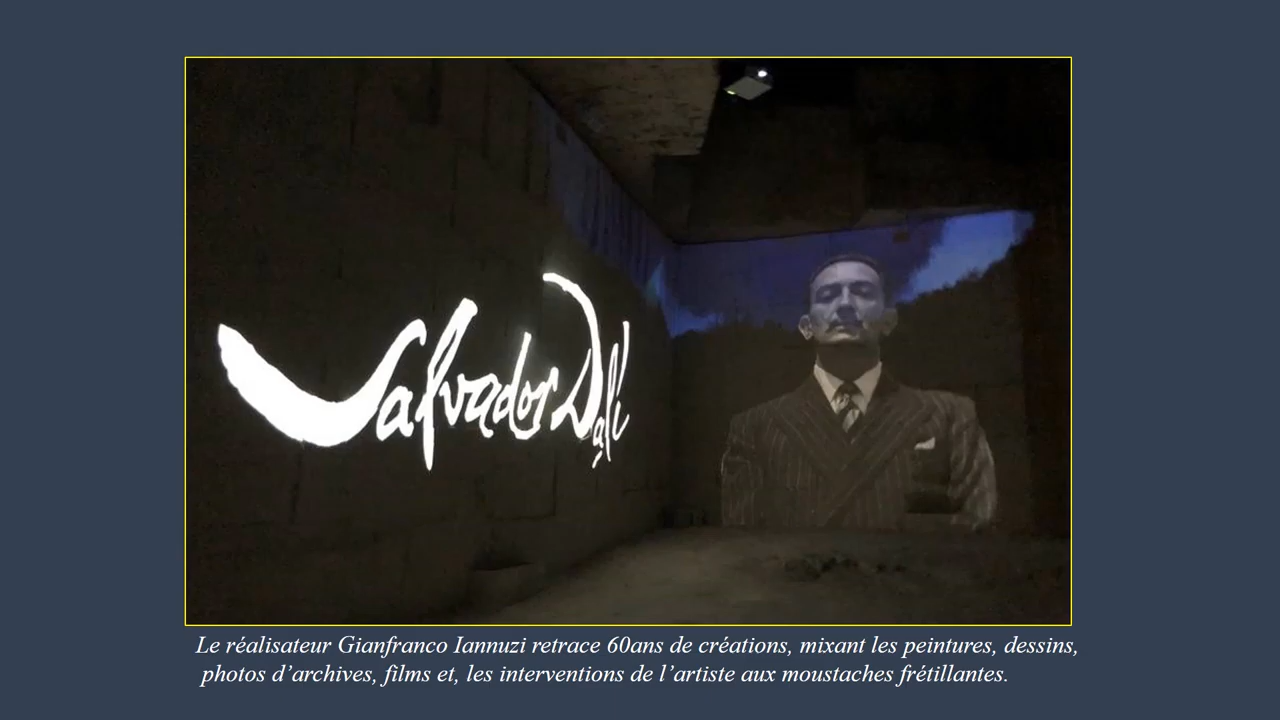 Salvador Dalí
Le réalisateur Gianfranco Iannuzi retrace 60ans de créations, mixant les peintures, dessins,
photos d’archives, films et, les interventions de l’artiste aux moustaches frétillantes.